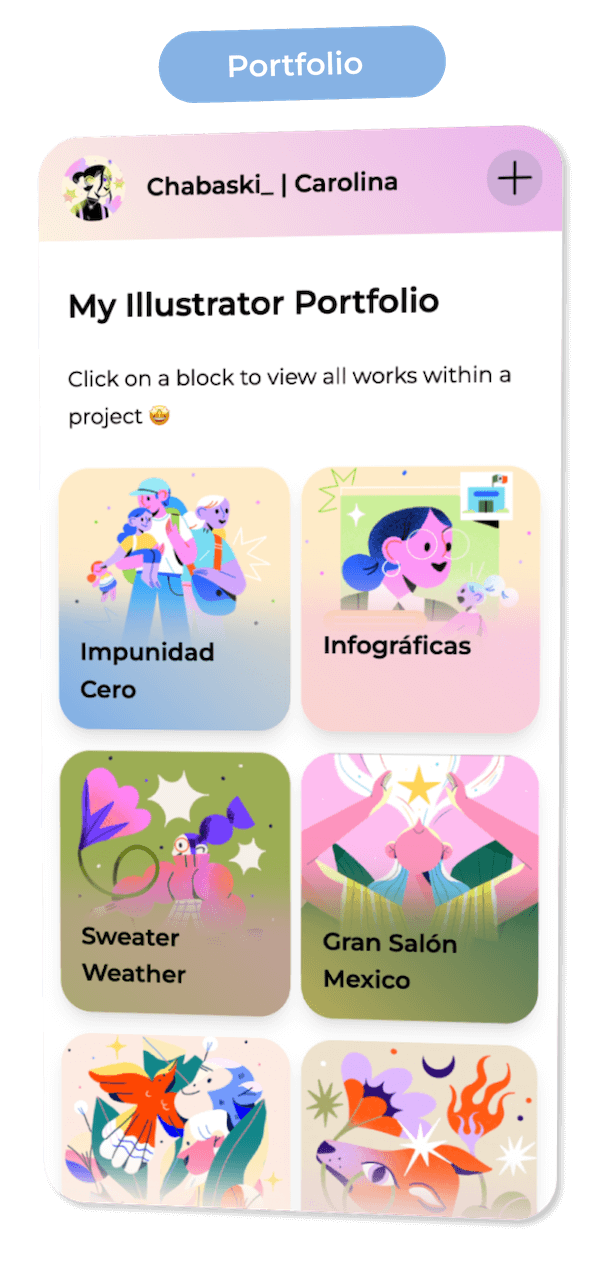 Portfolio
Chabaski_ | Carolina
My Illustrator Portfolio
Click on a block to view all works within a
project 🤩
Impunidad
Cero
Infográficas
Sweater
Weather
Gran Salón
Mexico